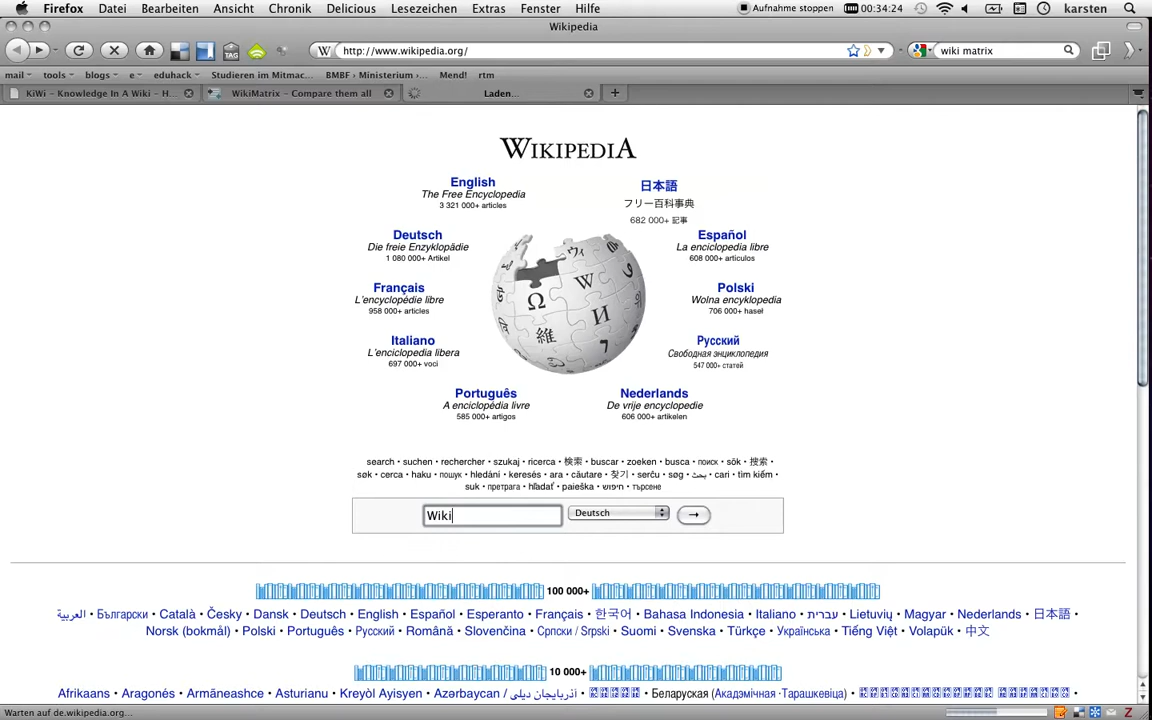 Firefox Datei Bearbeiten Ansicht Chronik Delicious Lesezeichen Extras Fenster Hilfe Aufnahme stoppen 00:34:24 karsten
Wikipedia
W http://www.wikipedia.org/ wiki matrix
TAG
mail tools blogs e eduhack Studieren im Mitmac... BMBF › Ministerium ›... Mend! rtm
KiWi – Knowledge In A Wiki – H... WikiMatrix – Compare them all Laden...
WIKIPEDIA
English
The Free Encyclopedia
3 321 000+ articles
日本語
フリー百科事典
682 000+ 記事
Deutsch
Die freie Enzyklopädie
1 080 000+ Artikel
Español
La enciclopedia libre
608 000+ artículos
Français
L'encyclopédie libre
958 000+ articles
Polski
Wolna encyklopedia
706 000+ haseł
Italiano
L'enciclopedia libera
697 000+ voci
Русский
Свободная энциклопедия
547 000+ статей
Português
A enciclopédia livre
585 000+ artigos
Nederlands
De vrije encyclopedie
606 000+ artikelen
Ω W И 維 ウィ
search • suchen • rechercher • szukaj • ricerca • 検索 • buscar • zoeken • busca • поиск • sök • 搜索 •
søk • cerca • haku • пошук • hledání • keresés • ara • căutare • 찾기 • serĉu • søg • بحث • cari • tìm kiếm •
suk • претрага • hľadať • paieška • חיפוש • търсене
Wiki Deutsch →
100 000+
العربية • Български • Català • Česky • Dansk • Deutsch • English • Español • Esperanto • Français • 한국어 • Bahasa Indonesia • Italiano • עברית • Lietuvių • Magyar • Nederlands • 日本語 •
Norsk (bokmål) • Polski • Português • Русский • Română • Slovenčina • Српски / Srpski • Suomi • Svenska • Türkçe • Українська • Tiếng Việt • Volapük • 中文
10 000+
Afrikaans • Aragonés • Armãneashce • Asturianu • Kreyòl Ayisyen • Azərbaycan / آذربايجان ديلی • • Беларуская (Акадэмічная · Тарашкевіца) •
Warten auf de.wikipedia.org...
Z